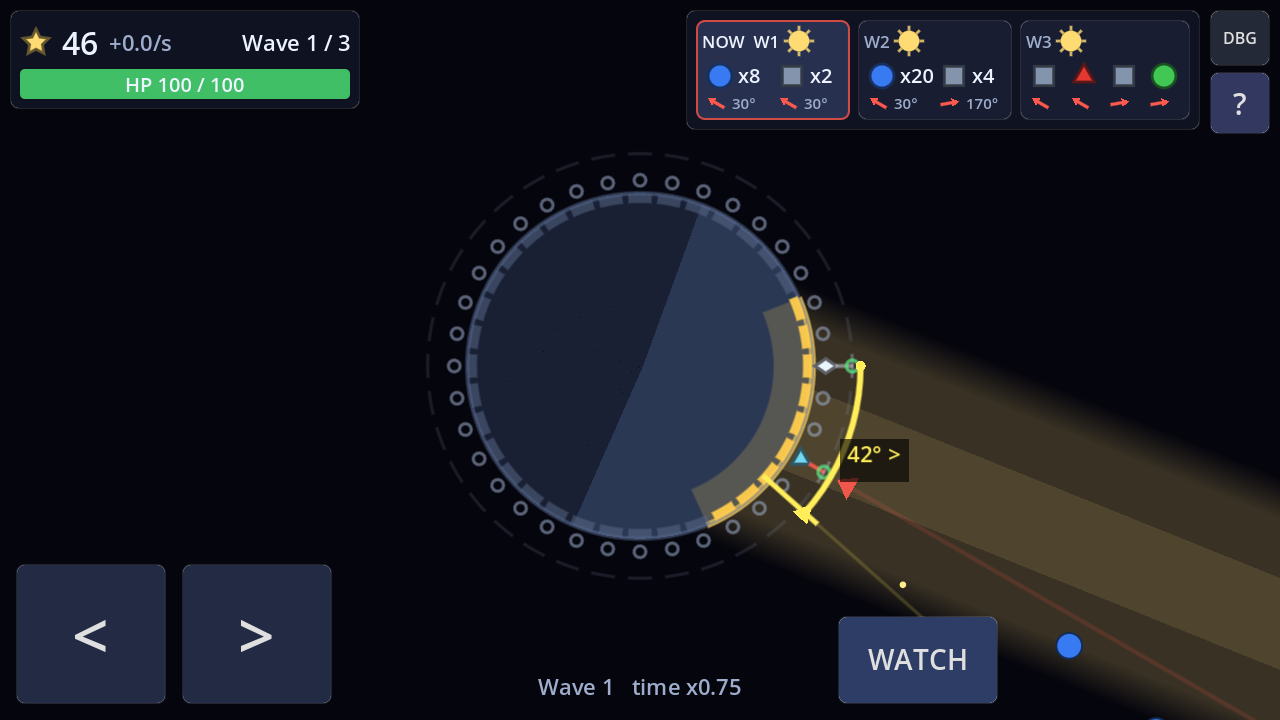 46 +0.0/s Wave 1 / 3
HP 100 / 100
NOW W1
x8 x2
30° 30°
W2
x20 x4
30° 170°
W3
DBG
?
42° >
< >
WATCH
Wave 1 time x0.75